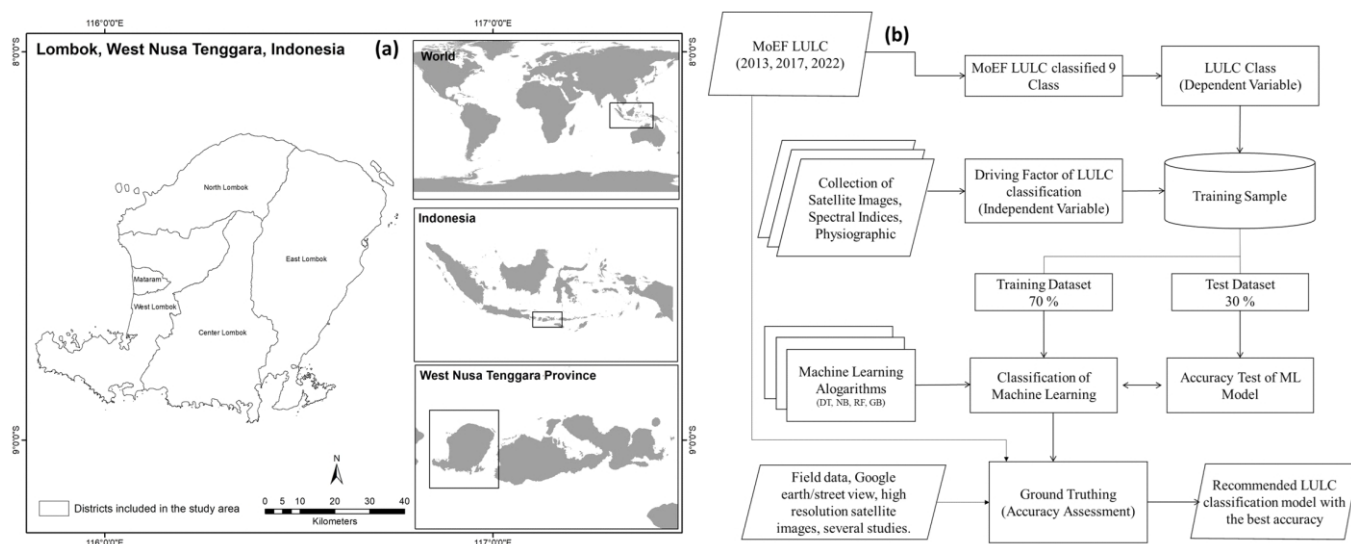 116°0'0"E
117°0'0"E
8°0'0"S
8°0'0"S
Lombok, West Nusa Tenggara, Indonesia
(a)
World
North Lombok
Indonesia
East Lombok
Mataram
West Lombok
Center Lombok
West Nusa Tenggara Province
9°0'0"S
9°0'0"S
N
Districts included in the study area
0 5 10 20 30 40
Kilometers
116°0'0"E
117°0'0"E
(b)
MoEF LULC
(2013, 2017, 2022)
MoEF LULC classified 9
Class
LULC Class
(Dependent Variable)
Collection of
Satellite Images,
Spectral Indices,
Physiographic
Driving Factor of LULC
classification
(Independent Variable)
Training Sample
Training Dataset
70 %
Test Dataset
30 %
Machine Learning
Alogarithms
(DT, NB, RF, GB)
Classification of
Machine Learning
Accuracy Test of ML
Model
Field data, Google
earth/street view, high
resolution satellite
images, several studies.
Ground Truthing
(Accuracy Assessment)
Recommended LULC
classification model with
the best accuracy